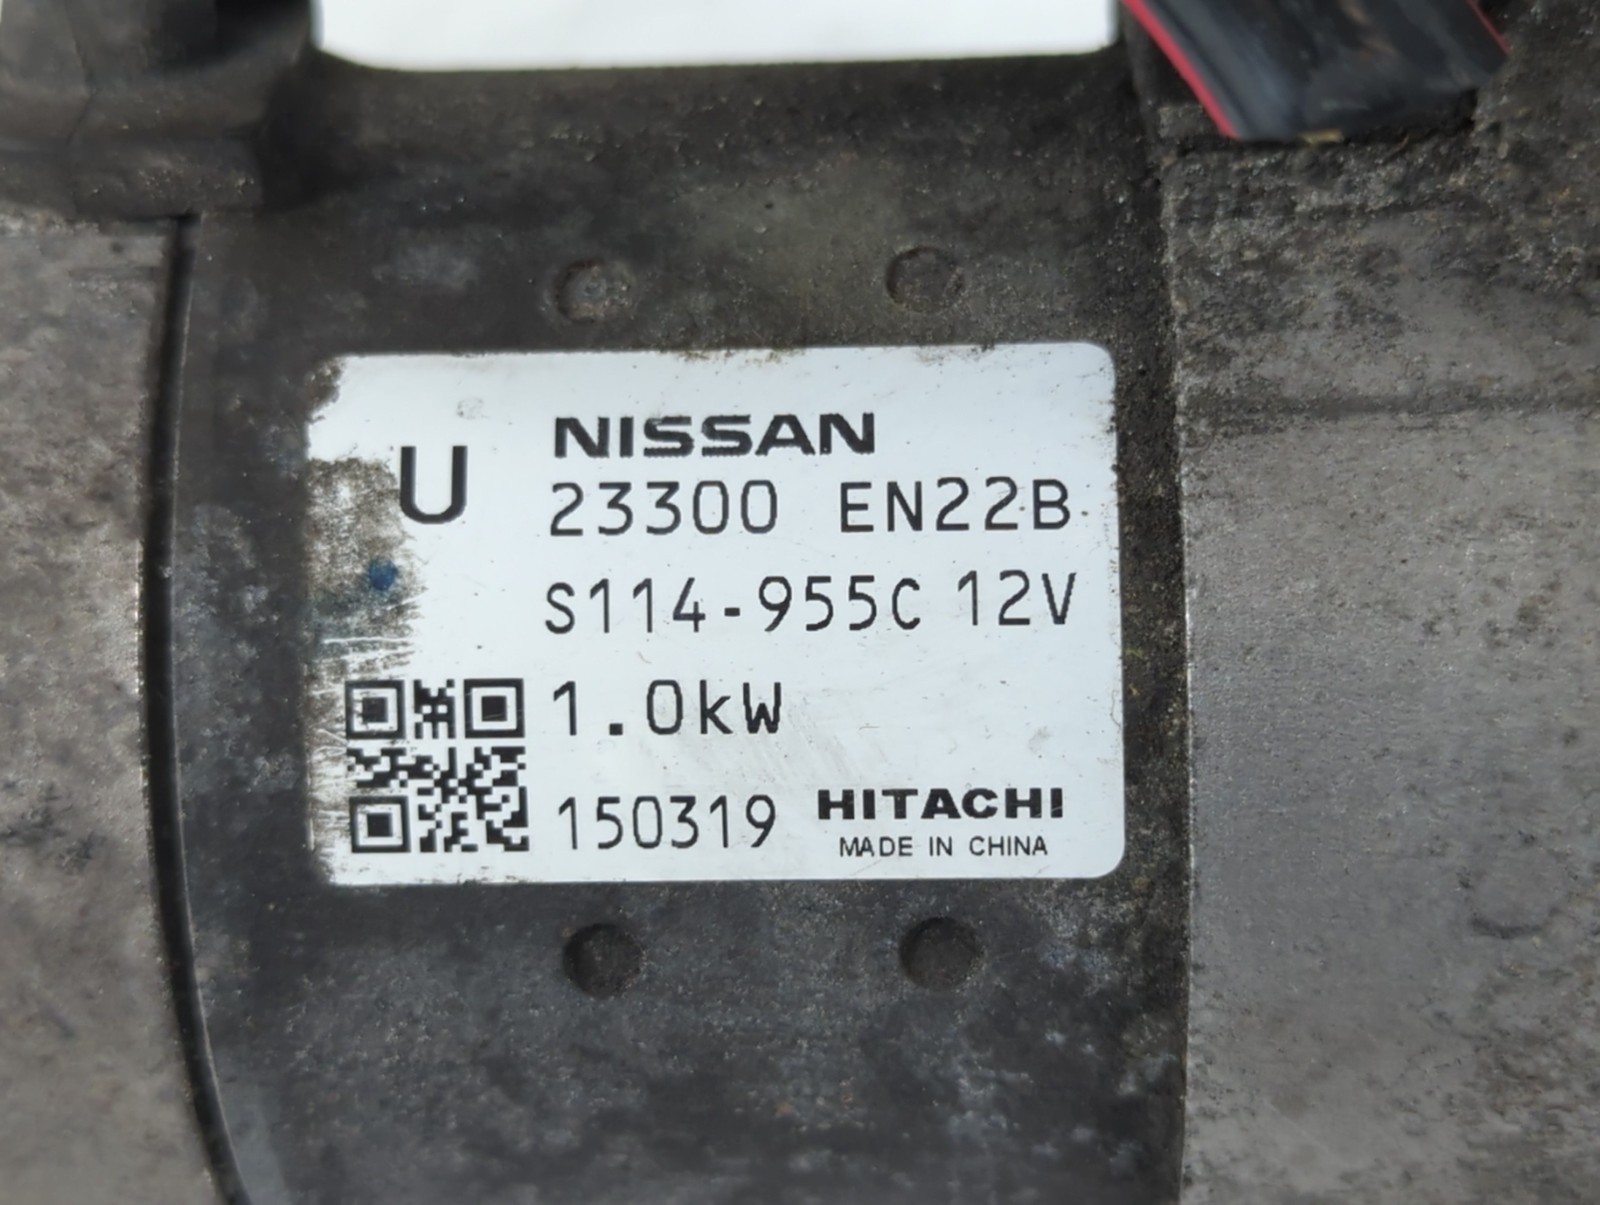 U NISSAN
23300 EN22B
S114-955C 12V
1.0kW
150319 HITACHI
MADE IN CHINA